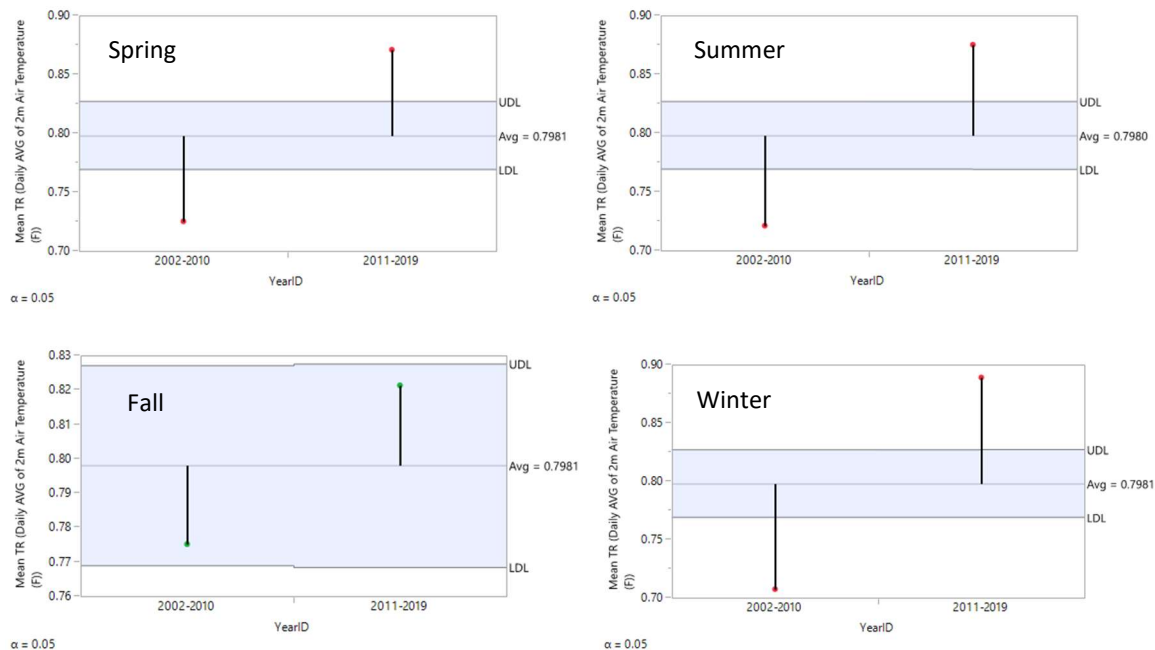 Spring
Mean TR (Daily AVG of 2m Air Temperature
(F))
0.90
0.85
0.80
0.75
0.70
UDL
Avg = 0.7981
LDL
2002-2010
2011-2019
YearID
α = 0.05
Summer
Mean TR (Daily AVG of 2m Air Temperature
(F))
0.90
0.85
0.80
0.75
0.70
UDL
Avg = 0.7980
LDL
2002-2010
2011-2019
YearID
α = 0.05
Fall
Mean TR (Daily AVG of 2m Air Temperature
(F))
0.83
0.82
0.81
0.80
0.79
0.78
0.77
0.76
UDL
Avg = 0.7981
LDL
2002-2010
2011-2019
YearID
α = 0.05
Winter
Mean TR (Daily AVG of 2m Air Temperature
(F))
0.90
0.85
0.80
0.75
0.70
UDL
Avg = 0.7981
LDL
2002-2010
2011-2019
YearID
α = 0.05